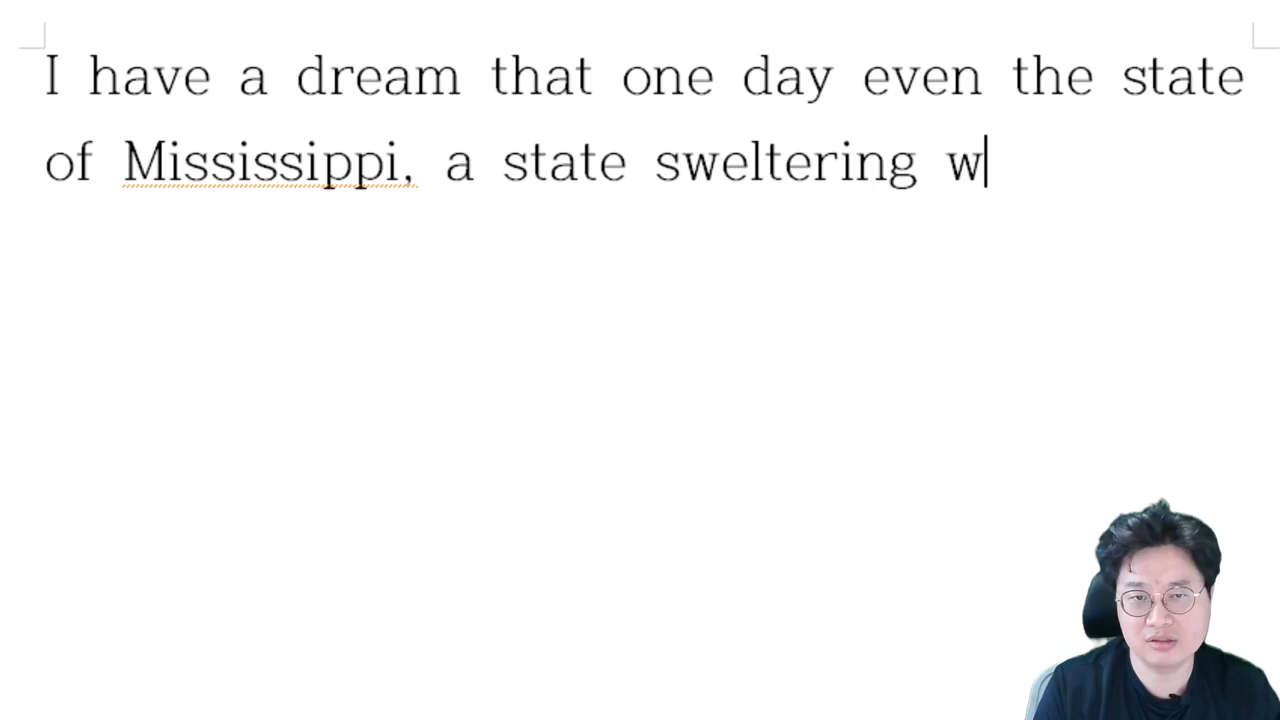 I have a dream that one day even the state
of Mississippi, a state sweltering w